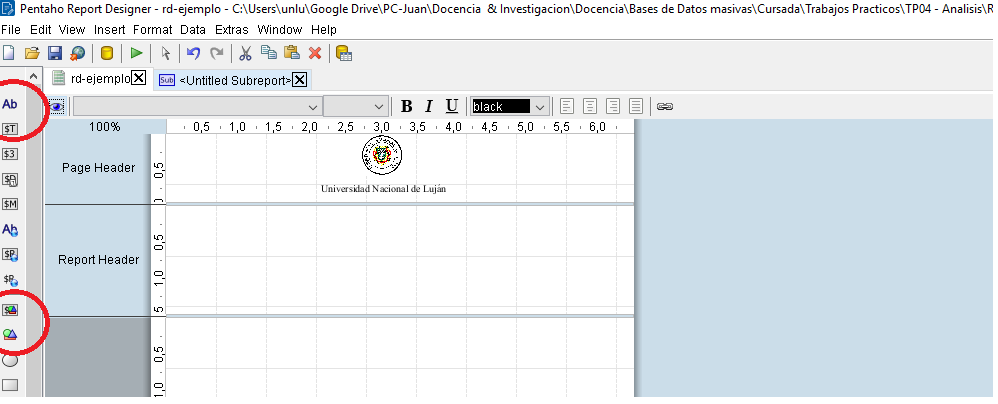 Pentaho Report Designer - rd-ejemplo - C:\Users\unlu\Google Drive\PC-Juan\Docencia & Investigacion\Docencia\Bases de Datos masivas\Cursada\Trabajos Practicos\TP04 - Analisis\R
File Edit View Insert Format Data Extras Window Help
rd-ejemplo
Sub <Untitled Subreport>
Ab
B I U black
$T
100% 0,5 1,0 1,5 2,0 2,5 3,0 3,5 4,0 4,5 5,0 5,5 6,0
$3
Page Header
0,5
Universidad Nacional de Luján
$M
Ab
0,5
$P
Report Header
1,0
$P
5
0,5
1,0